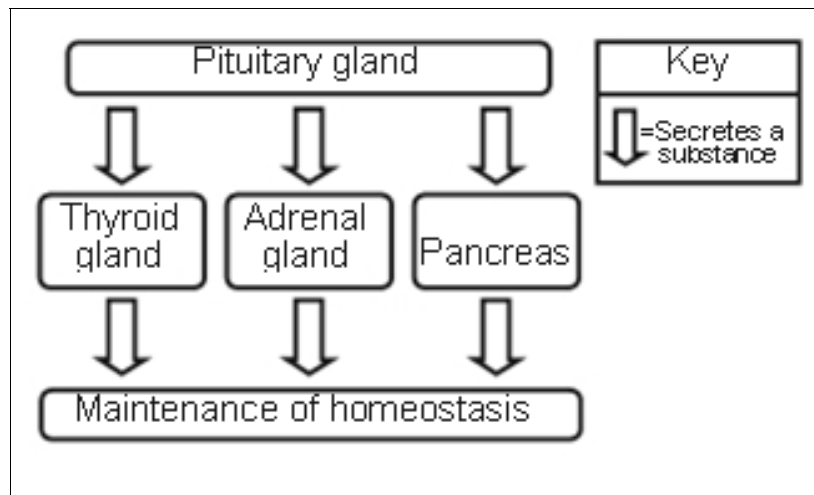 Pituitary gland
Key
=Secretes a
substance
Thyroid
gland
Adrenal
gland
Pancreas
Maintenance of homeostasis